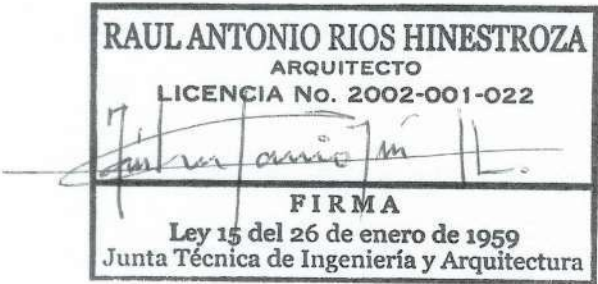 RAUL ANTONIO RIOS HINESTROZA
ARQUITECTO
LICENCIA No. 2002-001-022
FIRMA
Ley 15 del 26 de enero de 1959
Junta Técnica de Ingeniería y Arquitectura